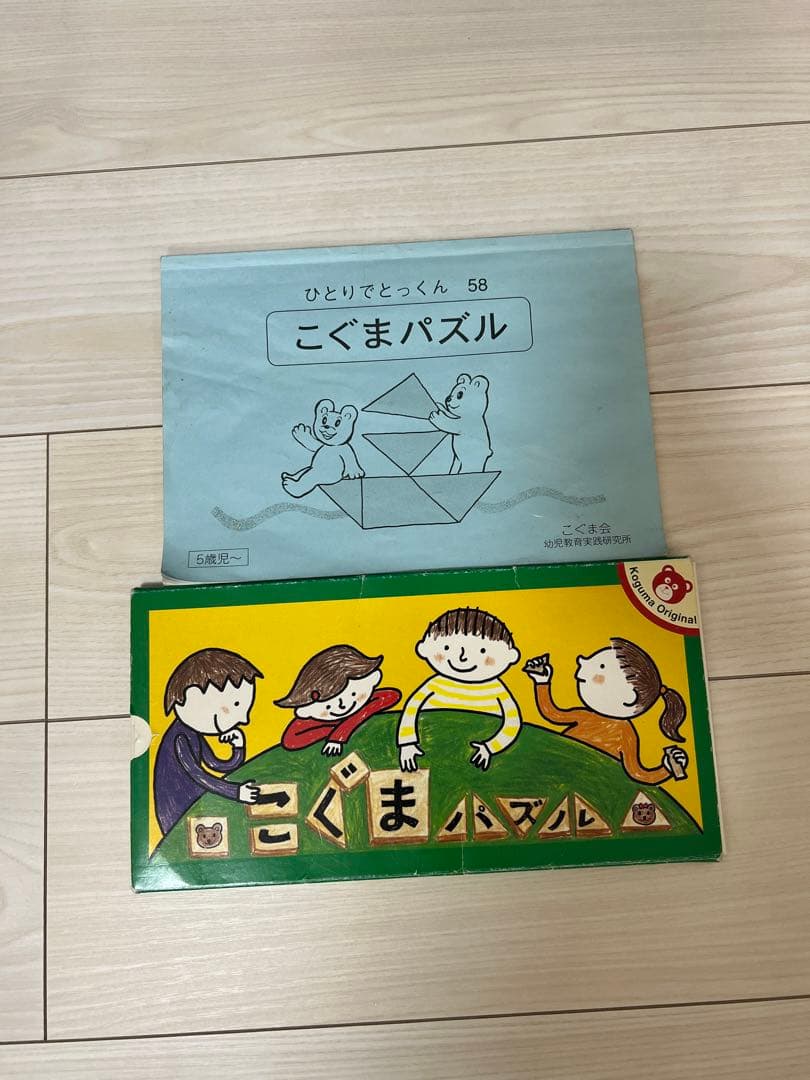 ひとりでとっくん 58
こぐまパズル
こぐま会
幼児教育実践研究所
5歳児〜
Koguma Original
こぐまパズル